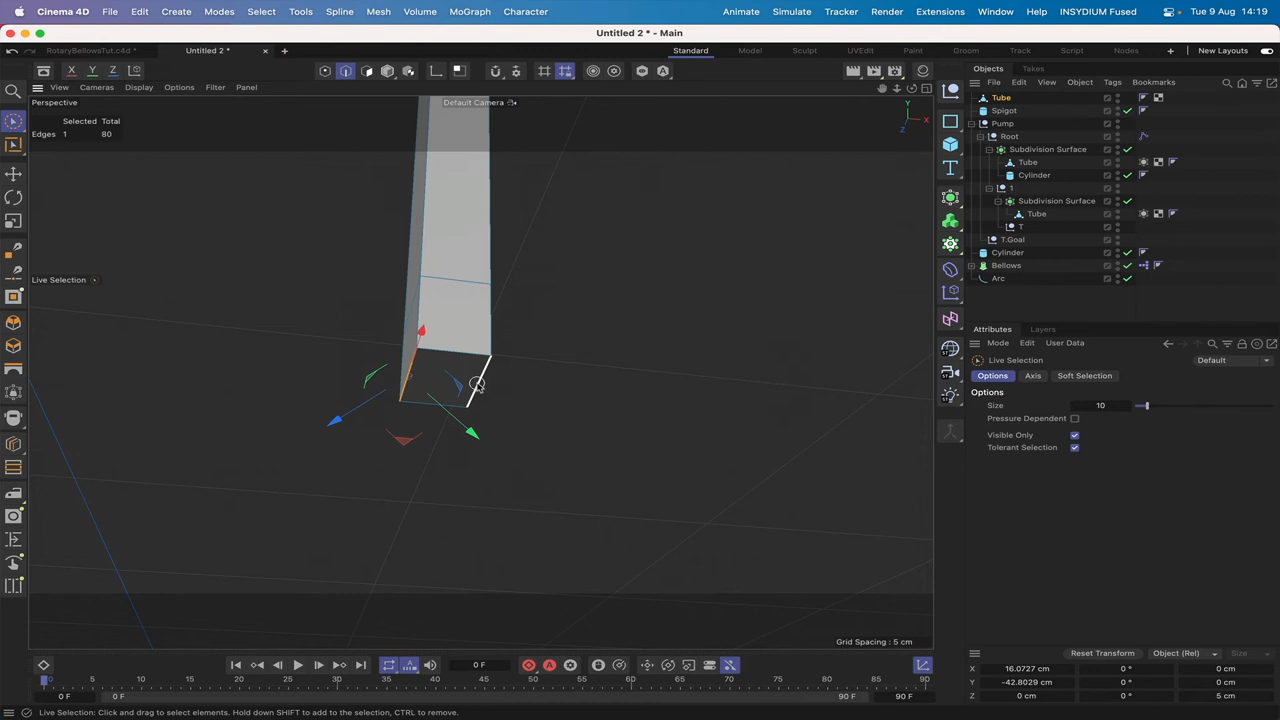 Cinema 4D File Edit Create Modes Select Tools Spline Mesh Volume MoGraph Character Animate Simulate Tracker Render Extensions Window Help INSYDIUM Fused Tue 9 Aug 14:19
Untitled 2 * - Main
RotaryBellowsTut.c4d * Untitled 2 * Standard Model Sculpt UVEdit Paint Groom Track Script Nodes New Layouts
X Y Z
Objects Takes
View Cameras Display Options Filter Panel
File Edit View Object Tags Bookmarks
Perspective
Default Camera
Selected Total
Edges 1 80
Y
X
Z
Tube
Spigot
Pump
Root
Subdivision Surface
Tube
Cylinder
1
Subdivision Surface
Tube
T
T.Goal
Cylinder
Bellows
Arc
Live Selection
Attributes Layers
Mode Edit User Data
Live Selection Default
Options Axis Soft Selection
Options
Size 10
Pressure Dependent
Visible Only
Tolerant Selection
Grid Spacing : 5 cm
0 F
0 5 10 15 20 25 30 35 40 45 50 55 60 65 70 75 80 85 90
0 F 0 F 90 F 90 F
Reset Transform Object (Rel) Size
X 16.0727 cm 0 ° 0 cm
Y -42.8029 cm 0 ° 0 cm
Z 0 cm 0 ° 5 cm
Live Selection: Click and drag to select elements. Hold down SHIFT to add to the selection, CTRL to remove.